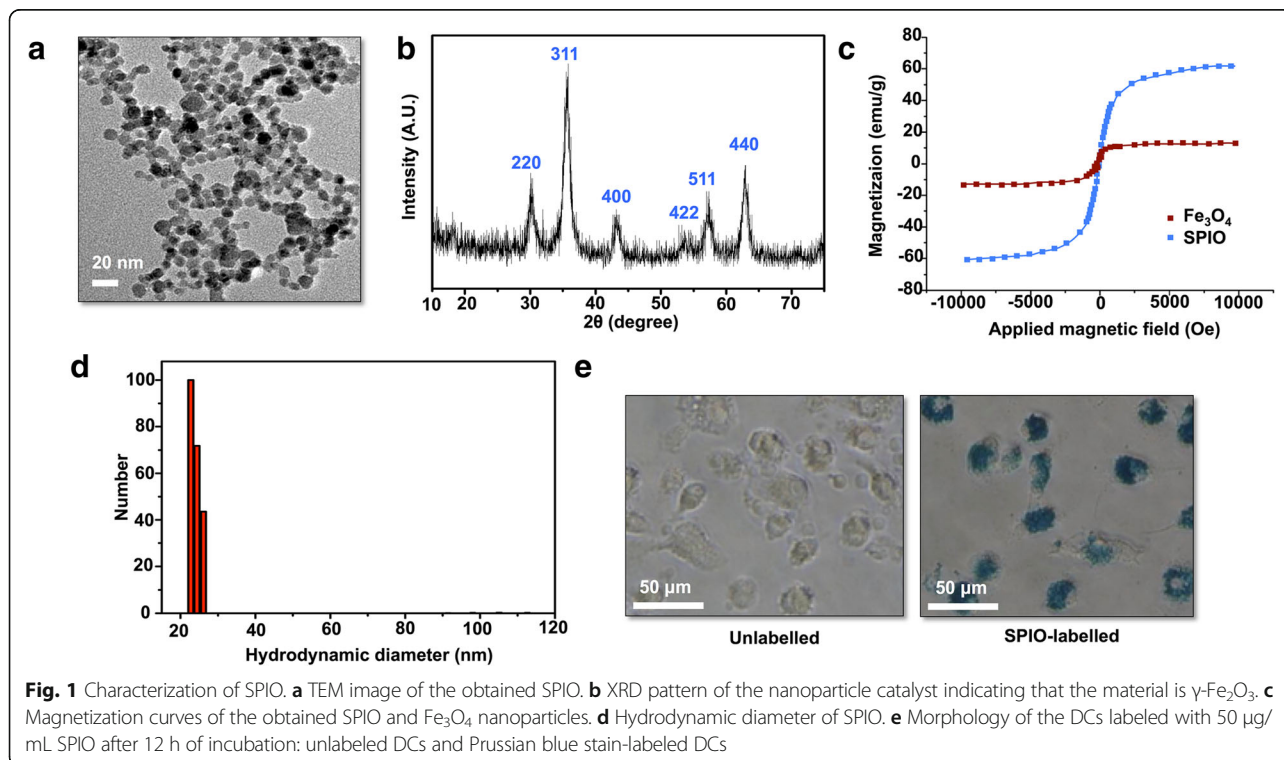 a
20 nm
b
Intensity (A.U.)
220
311
400
422
511
440
10 20 30 40 50 60 70
2θ (degree)
c
Magnetizaion (emu/g)
80
60
40
20
0
-20
-40
-60
-80
Fe₃O₄
SPIO
-10000 -5000 0 5000 10000
Applied magnetic field (Oe)
d
Number
100
80
60
40
20
0
20 40 60 80 100 120
Hydrodynamic diameter (nm)
e
50 µm
50 µm
Unlabelled
SPIO-labelled
Fig. 1 Characterization of SPIO. a TEM image of the obtained SPIO. b XRD pattern of the nanoparticle catalyst indicating that the material is γ-Fe₂O₃. c
Magnetization curves of the obtained SPIO and Fe₃O₄ nanoparticles. d Hydrodynamic diameter of SPIO. e Morphology of the DCs labeled with 50 µg/
mL SPIO after 12 h of incubation: unlabeled DCs and Prussian blue stain-labeled DCs